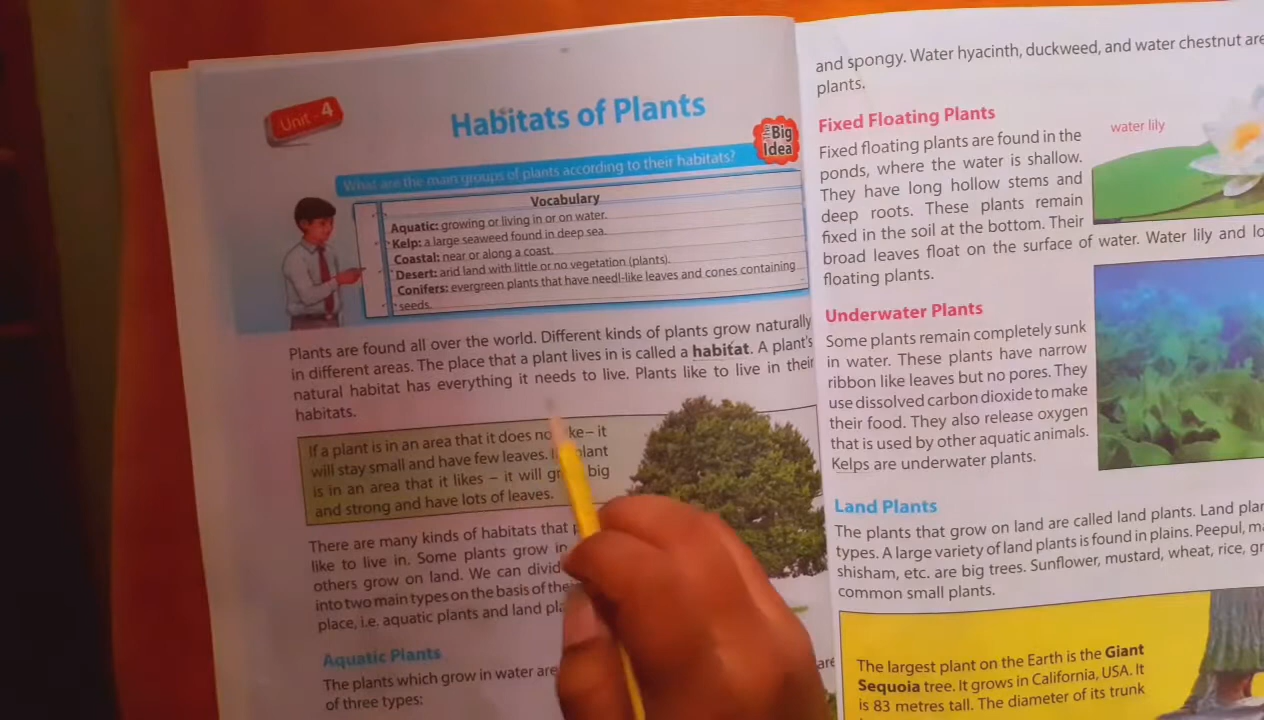 Unit - 4
Habitats of Plants
The Big
Idea
What are the main groups of plants according to their habitats?
Vocabulary
Aquatic: growing or living in or on water.
Kelp: a large seaweed found in deep sea.
Coastal: near or along a coast.
Desert: arid land with little or no vegetation (plants).
Conifers: evergreen plants that have needl-like leaves and cones containing
seeds.
Plants are found all over the world. Different kinds of plants grow naturally
in different areas. The place that a plant lives in is called a habitat. A plant's
natural habitat has everything it needs to live. Plants like to live in their
habitats.
If a plant is in an area that it does no ke – it
will stay small and have few leaves. I plant
is in an area that it likes – it will gr big
and strong and have lots of leaves.
There are many kinds of habitats that p
like to live in. Some plants grow in
others grow on land. We can divid
into two main types on the basis of the
place, i.e. aquatic plants and land pla
Aquatic Plants
The plants which grow in water are
of three types:
are
and spongy. Water hyacinth, duckweed, and water chestnut are
plants.
Fixed Floating Plants
Fixed floating plants are found in the
ponds, where the water is shallow.
They have long hollow stems and
deep roots. These plants remain
fixed in the soil at the bottom. Their
broad leaves float on the surface of water. Water lily and lo
floating plants.
water lily
Underwater Plants
Some plants remain completely sunk
in water. These plants have narrow
ribbon like leaves but no pores. They
use dissolved carbon dioxide to make
their food. They also release oxygen
that is used by other aquatic animals.
Kelps are underwater plants.
Land Plants
The plants that grow on land are called land plants. Land plan
types. A large variety of land plants is found in plains. Peepul, ma
shisham, etc. are big trees. Sunflower, mustard, wheat, rice, gr
common small plants.
The largest plant on the Earth is the Giant
Sequoia tree. It grows in California, USA. It
is 83 metres tall. The diameter of its trunk